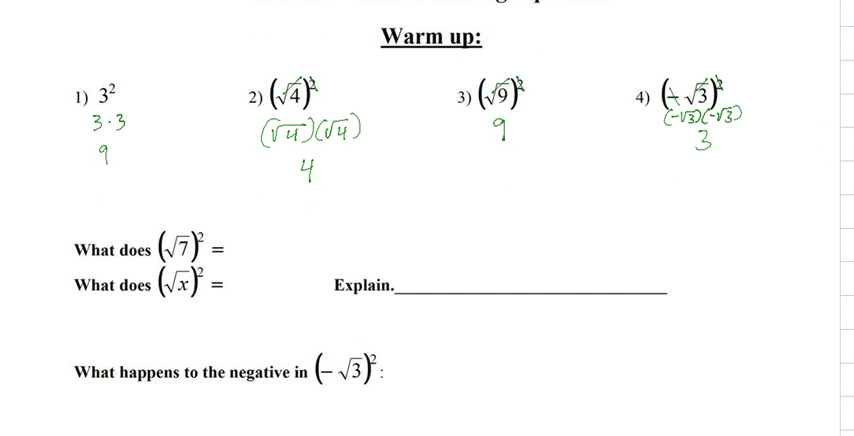 Warm up:
1) 3² 2) (√4)² 3) (√9)² 4) (− √3)²
3 · 3 (√4)(√4) 9 (−√3)(−√3)
9 4 3
What does (√7)² =
What does (√x)² = Explain.____________________
What happens to the negative in (− √3)² :